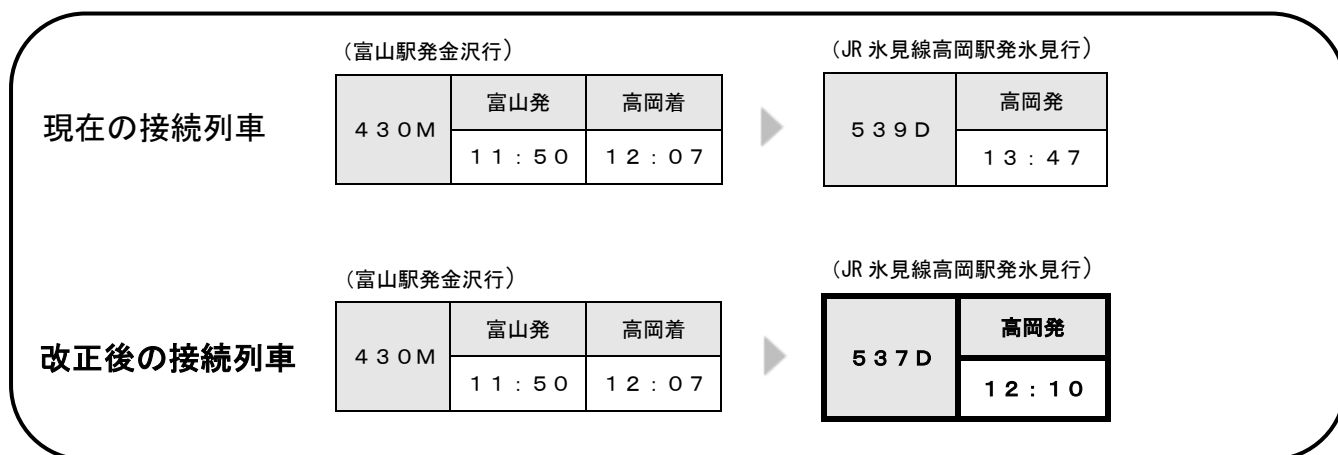 （富山駅発金沢行）
（JR 氷見線高岡駅発氷見行）
現在の接続列車
４３０Ｍ
富山発
高岡着
１１：５０
１２：０７
５３９Ｄ
高岡発
１３：４７
（富山駅発金沢行）
（JR 氷見線高岡駅発氷見行）
改正後の接続列車
４３０Ｍ
富山発
高岡着
１１：５０
１２：０７
５３７Ｄ
高岡発
１２：１０